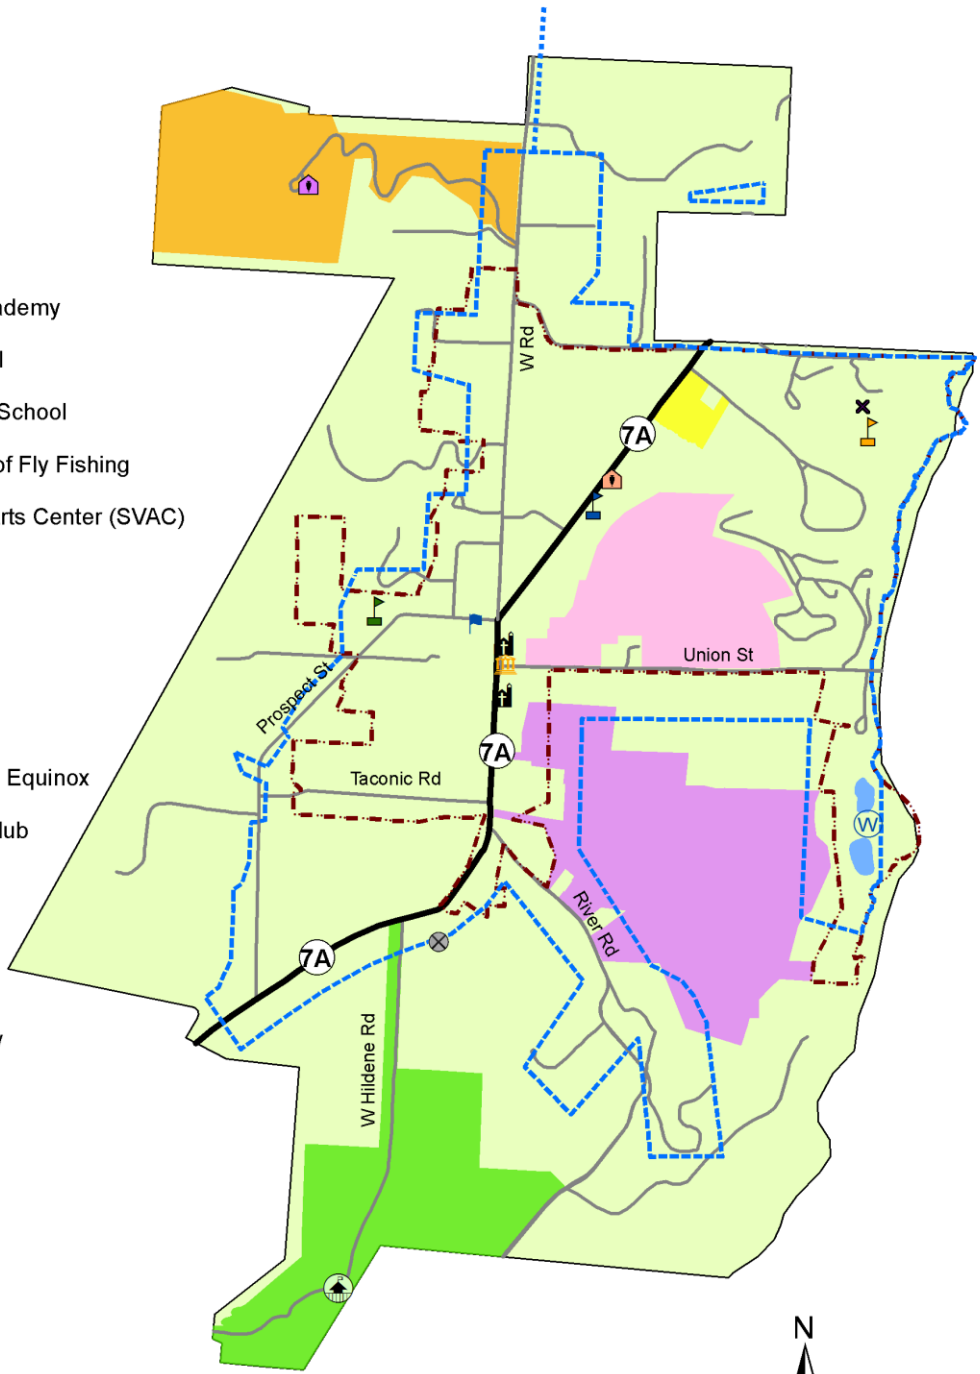 W Rd
ademy
l
School
7A
of Fly Fishing
rts Center (SVAC)
Union St
Prospect St
7A
Equinox
Taconic Rd
lub
W
River Rd
7A
W Hildene Rd
N